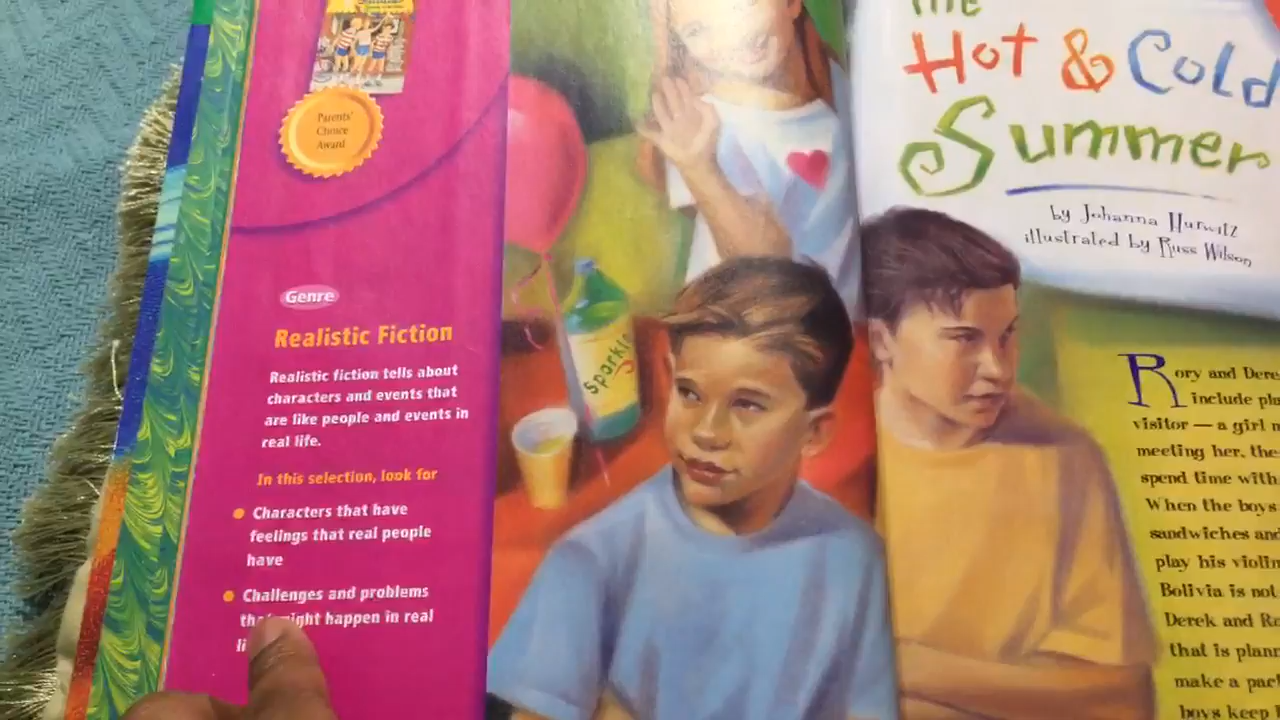 Parents'
Choice
Award
Genre
Realistic Fiction
Realistic fiction tells about
characters and events that
are like people and events in
real life.
In this selection, look for
Characters that have
feelings that real people
have
Challenges and problems
that might happen in real
Sparkl
THE
Hot & Cold
Summer
by Johanna Hurwitz
illustrated by Russ Wilson
Rory and Dere
include pla
visitor — a girl n
meeting her, the
spend time with
When the boys
sandwiches and
play his violin
Bolivia is not
Derek and Ro
that is plann
make a pac
boys keep